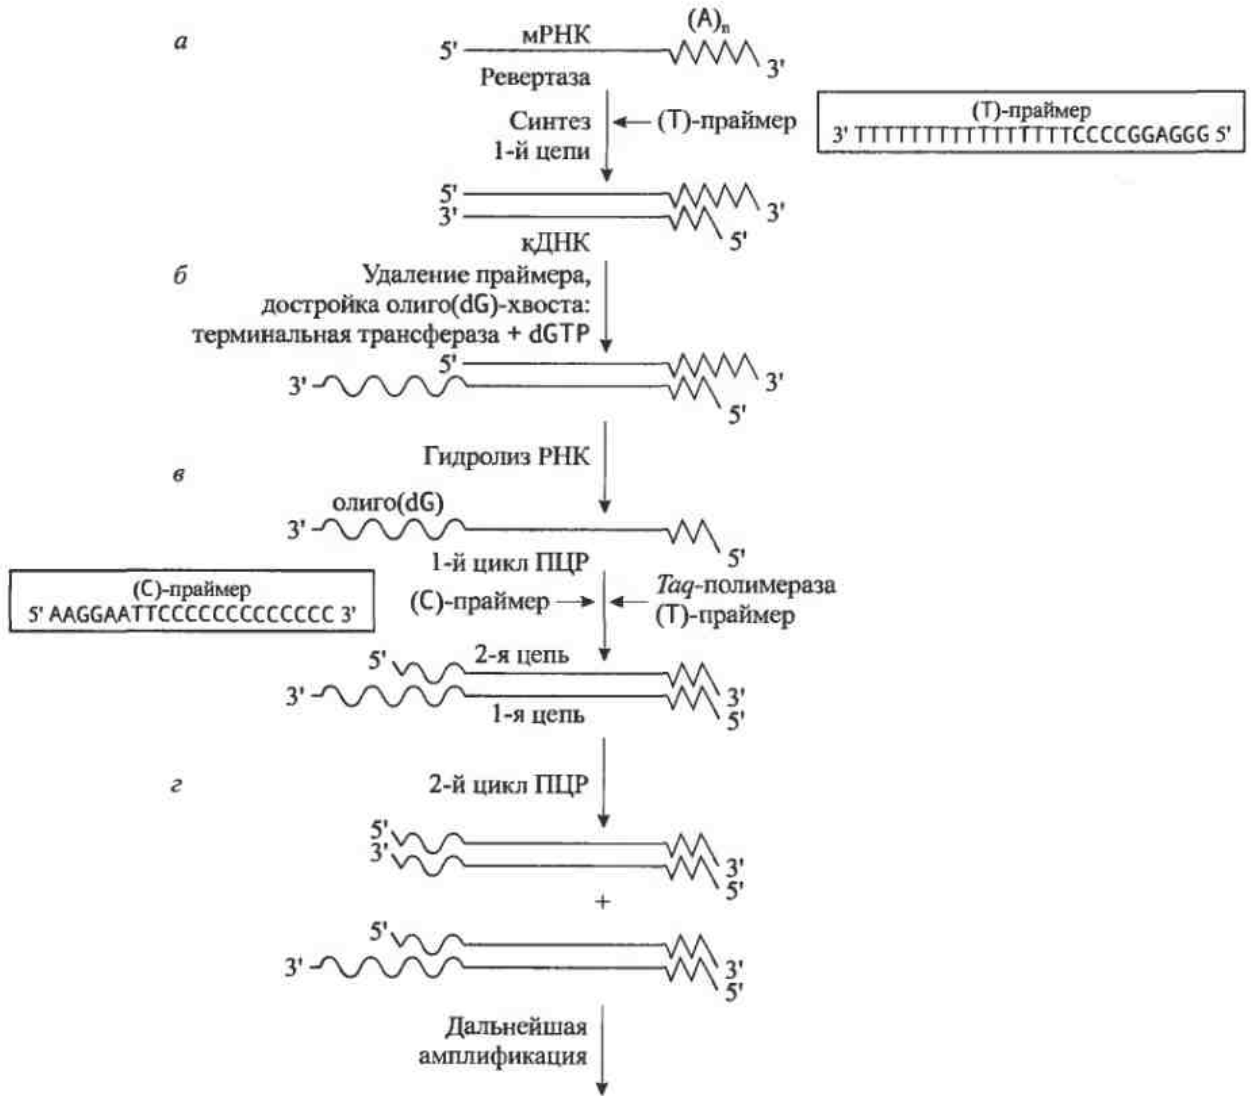 а
(A)n
мРНК
5'
3'
Ревертаза
Синтез
1-й цепи
(T)-праймер
(T)-праймер
3' TTTTTTTTTTTTTTTTCCCCGGAGGG 5'
5'
3'
3'
5'
кДНК
б
Удаление праймера,
достройка олиго(dG)-хвоста:
терминальная трансфераза + dGTP
5'
3'
3'
5'
Гидролиз РНК
в
олиго(dG)
3'
5'
1-й цикл ПЦР
(C)-праймер
5' AAGGAATTCCCCCCCCCCCCCC 3'
(C)-праймер
Taq-полимераза
(T)-праймер
5'
2-я цепь
3'
3'
5'
1-я цепь
г
2-й цикл ПЦР
5'
3'
3'
5'
+
5'
3'
3'
5'
Дальнейшая
амплификация